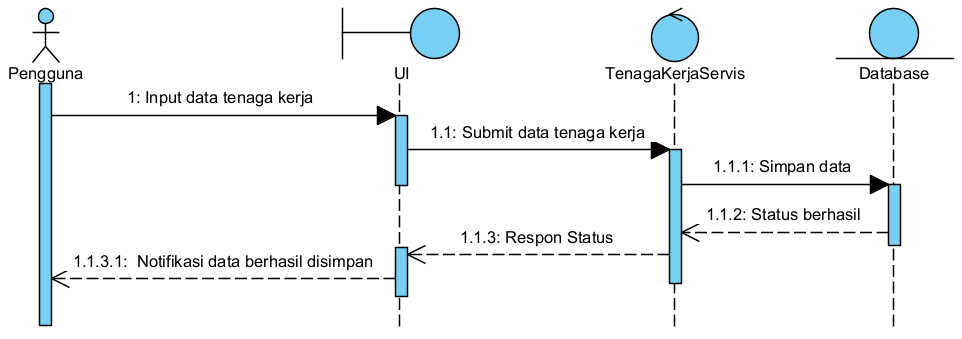 Pengguna
UI
TenagaKerjaServis
Database
1: Input data tenaga kerja
1.1: Submit data tenaga kerja
1.1.1: Simpan data
1.1.2: Status berhasil
1.1.3: Respon Status
1.1.3.1: Notifikasi data berhasil disimpan